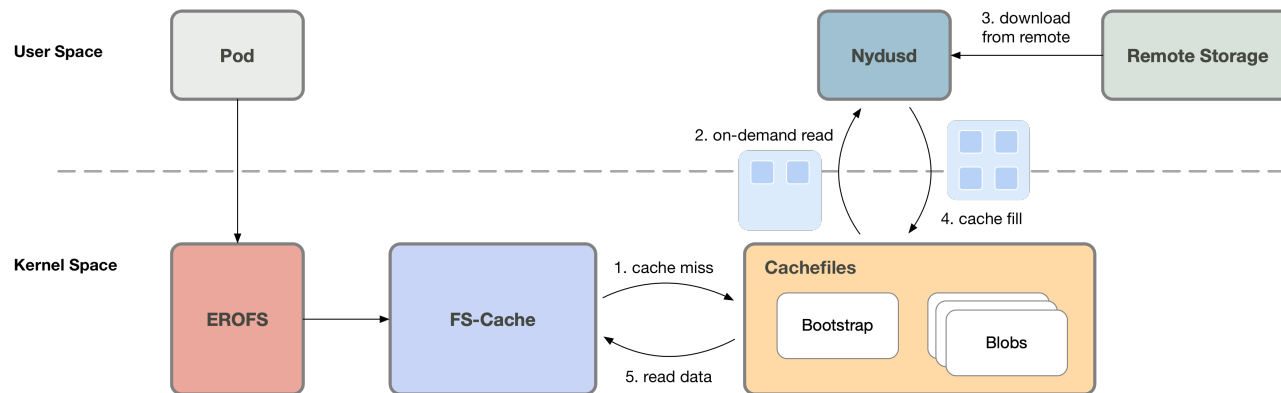 User Space
Pod
Nydusd
3. download
from remote
Remote Storage
2. on-demand read
4. cache fill
Kernel Space
EROFS
FS-Cache
1. cache miss
5. read data
Cachefiles
Bootstrap
Blobs